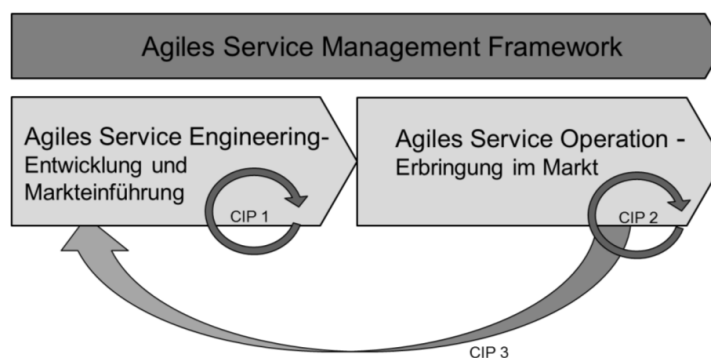 Agiles Service Management Framework
Agiles Service Engineering-
Entwicklung und
Markteinführung
CIP 1
Agiles Service Operation -
Erbringung im Markt
CIP 2
CIP 3